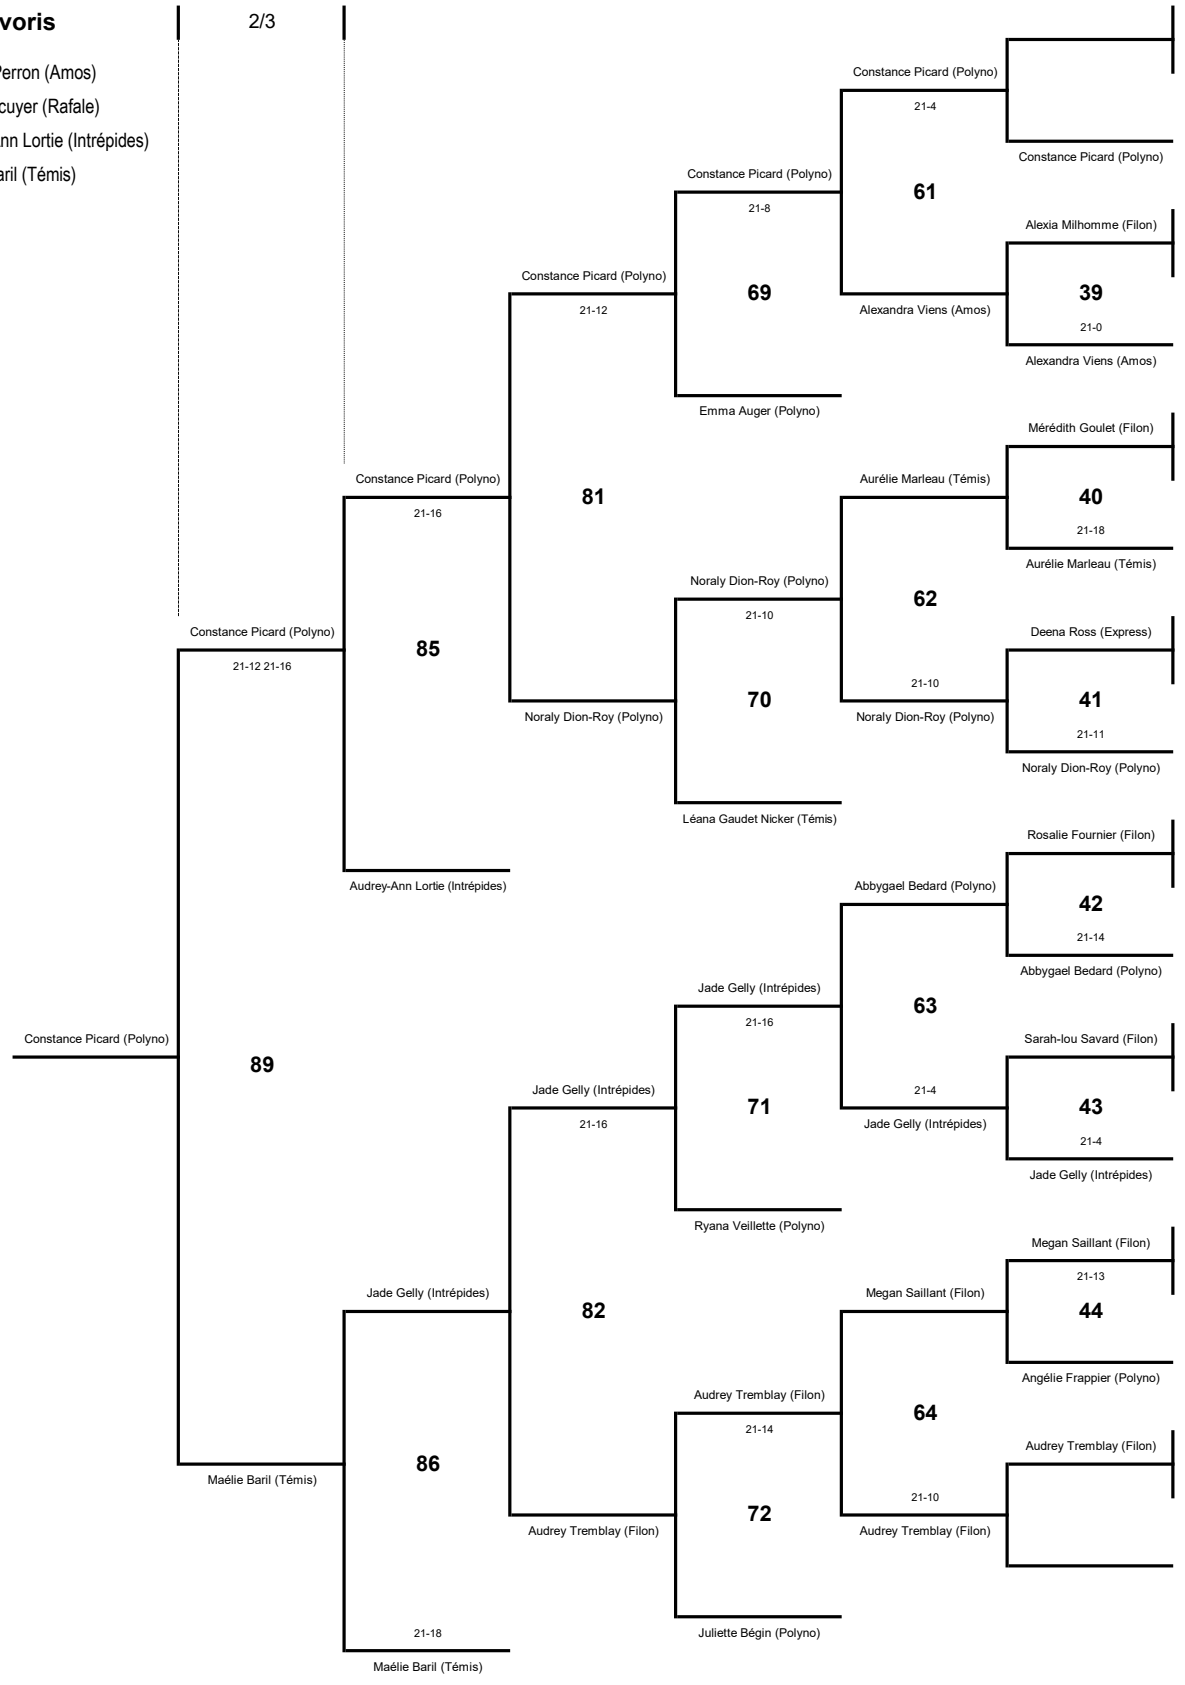 voris
2/3
Perron (Amos)
cuyer (Rafale)
nn Lortie (Intrépides)
aril (Témis)
Constance Picard (Polyno)
21-4
Constance Picard (Polyno)
Constance Picard (Polyno)
61
21-8
Alexia Milhomme (Filon)
Constance Picard (Polyno)
69
39
21-12
Alexandra Viens (Amos)
21-0
Alexandra Viens (Amos)
Emma Auger (Polyno)
Mérédith Goulet (Filon)
Constance Picard (Polyno)
Aurélie Marleau (Témis)
81
40
21-16
21-18
Aurélie Marleau (Témis)
Noraly Dion-Roy (Polyno)
62
21-10
Constance Picard (Polyno)
Deena Ross (Express)
85
21-12 21-16
21-10
70
41
Noraly Dion-Roy (Polyno)
Noraly Dion-Roy (Polyno)
21-11
Noraly Dion-Roy (Polyno)
Léana Gaudet Nicker (Témis)
Rosalie Fournier (Filon)
Audrey-Ann Lortie (Intrépides)
Abbygael Bedard (Polyno)
42
21-14
Abbygael Bedard (Polyno)
Jade Gelly (Intrépides)
63
21-16
Constance Picard (Polyno)
Sarah-lou Savard (Filon)
89
Jade Gelly (Intrépides)
21-4
71
43
21-16
Jade Gelly (Intrépides)
21-4
Jade Gelly (Intrépides)
Ryana Veillette (Polyno)
Megan Saillant (Filon)
21-13
Jade Gelly (Intrépides)
Megan Saillant (Filon)
82
44
Angélie Frappier (Polyno)
Audrey Tremblay (Filon)
64
21-14
Audrey Tremblay (Filon)
86
Maélie Baril (Témis)
21-10
72
Audrey Tremblay (Filon)
Audrey Tremblay (Filon)
21-18
Juliette Bégin (Polyno)
Maélie Baril (Témis)